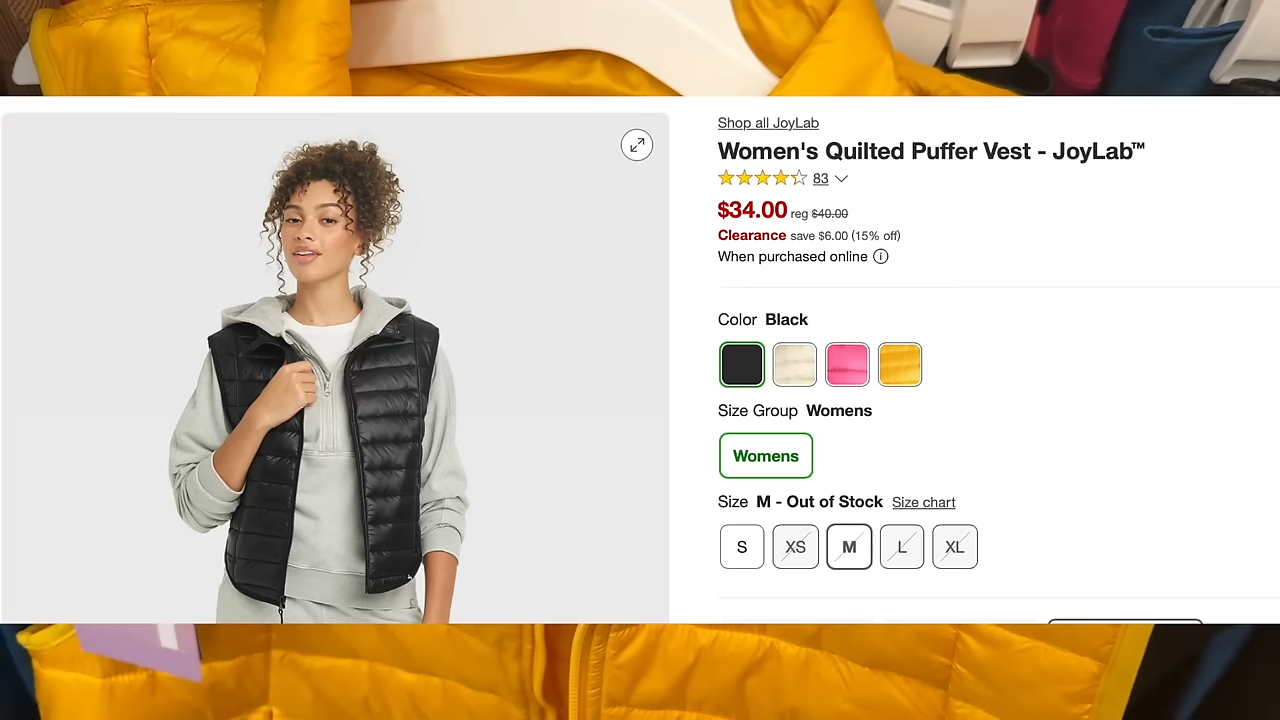 Shop all JoyLab
Women's Quilted Puffer Vest - JoyLab™
83
$34.00 reg $40.00
Clearance save $6.00 (15% off)
When purchased online
Color Black
Size Group Womens
Womens
Size M - Out of Stock Size chart
S XS M L XL